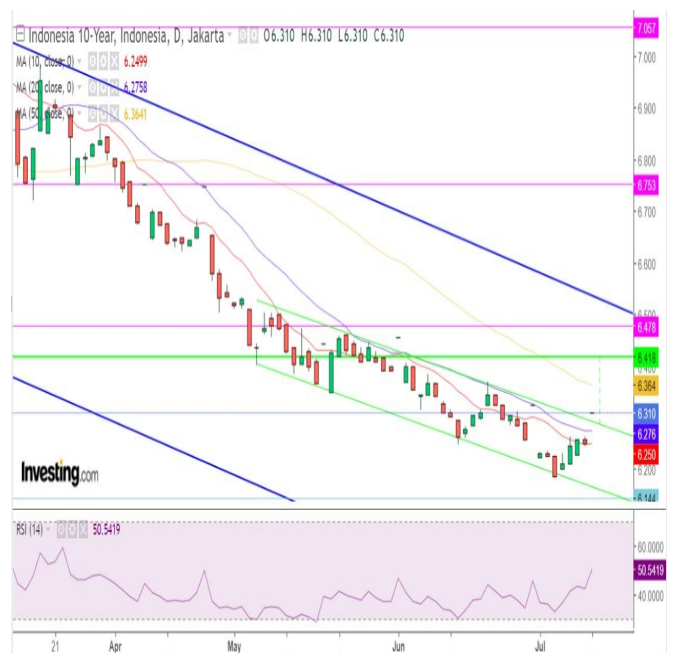 Indonesia 10-Year, Indonesia, D, Jakarta O6.310 H6.310 L6.310 C6.310
MA (10, close, 0) 6.2499
MA (20, close, 0) 6.2758
MA (50, close, 0) 6.3641
7.057
7.000
6.900
6.800
6.753
6.700
6.600
6.500
6.478
6.418
6.400
6.364
6.310
6.276
6.250
6.200
6.144
Investing.com
RSI (14) 50.5419
60.0000
50.5419
40.0000
21 Apr May Jun Jul